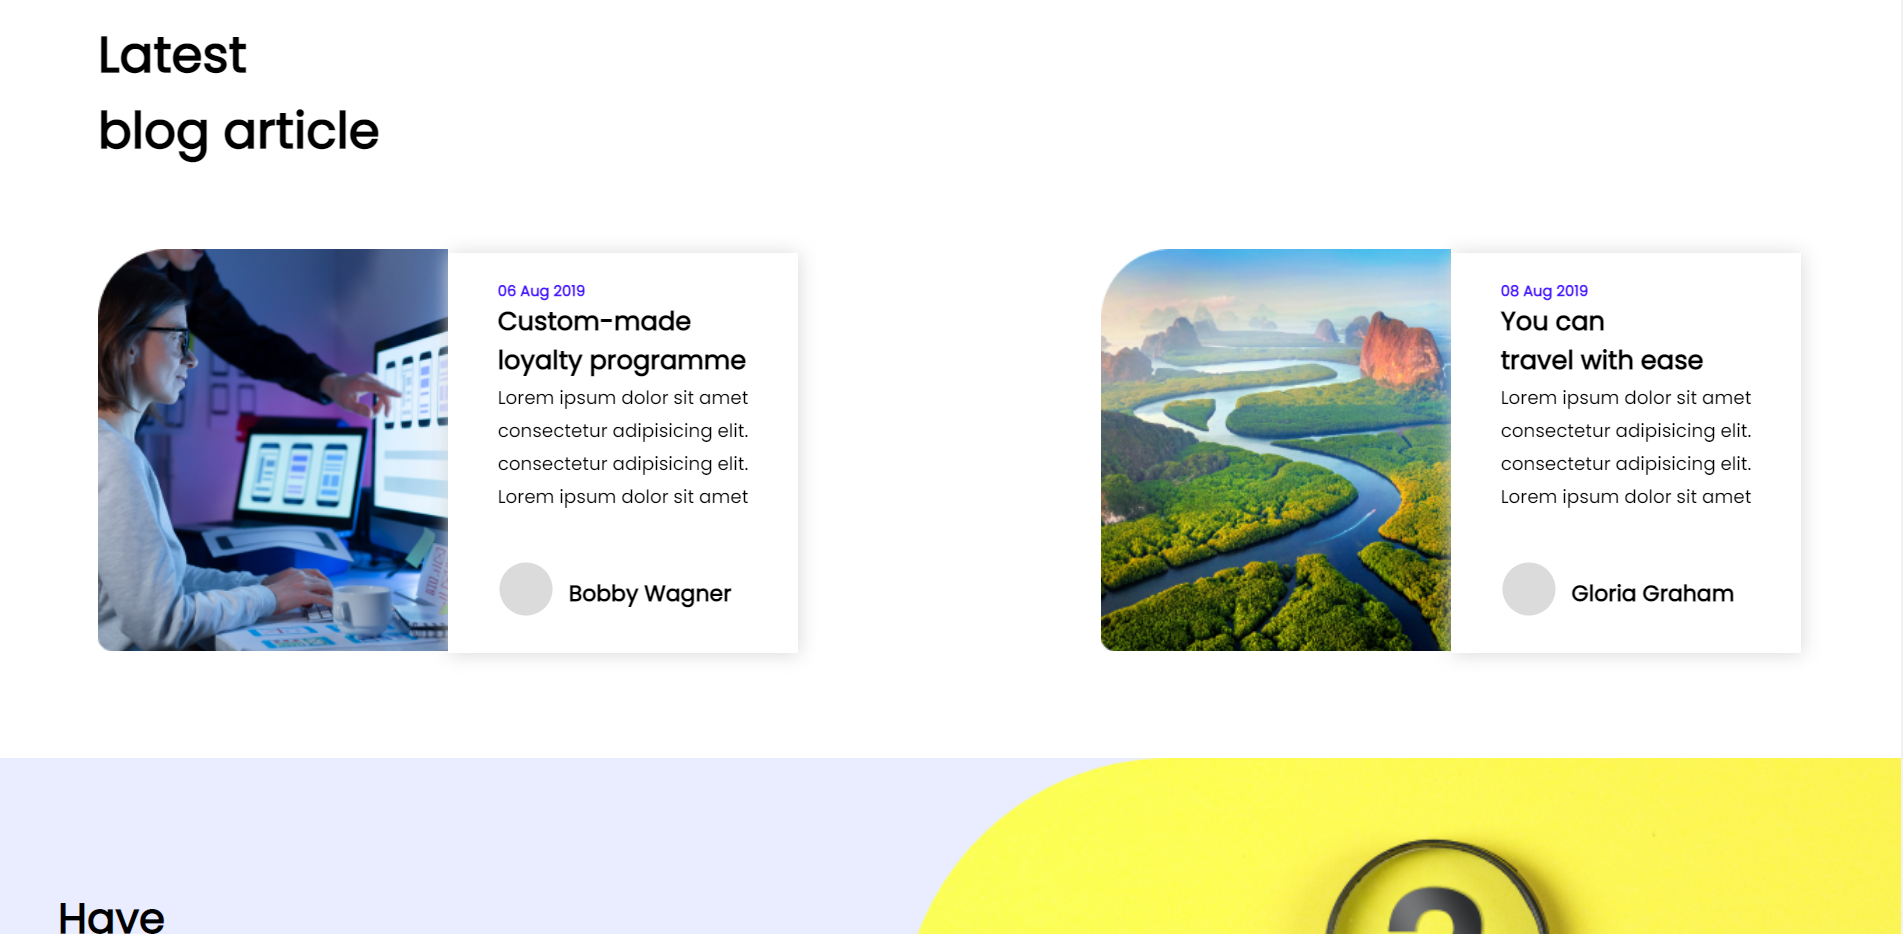 Latest
blog article
06 Aug 2019
Custom-made
loyalty programme
Lorem ipsum dolor sit amet
consectetur adipisicing elit.
consectetur adipisicing elit.
Lorem ipsum dolor sit amet
Bobby Wagner
08 Aug 2019
You can
travel with ease
Lorem ipsum dolor sit amet
consectetur adipisicing elit.
consectetur adipisicing elit.
Lorem ipsum dolor sit amet
Gloria Graham
Have
?